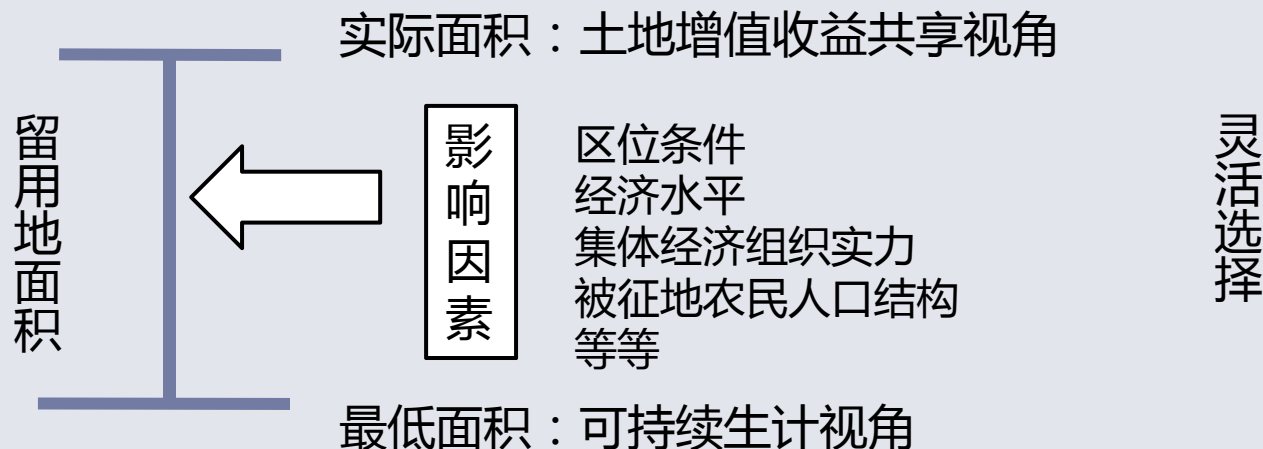 实际面积：土地增值收益共享视角
留用地面积
影响因素
区位条件
经济水平
集体经济组织实力
被征地农民人口结构
等等
灵活选择
最低面积：可持续生计视角